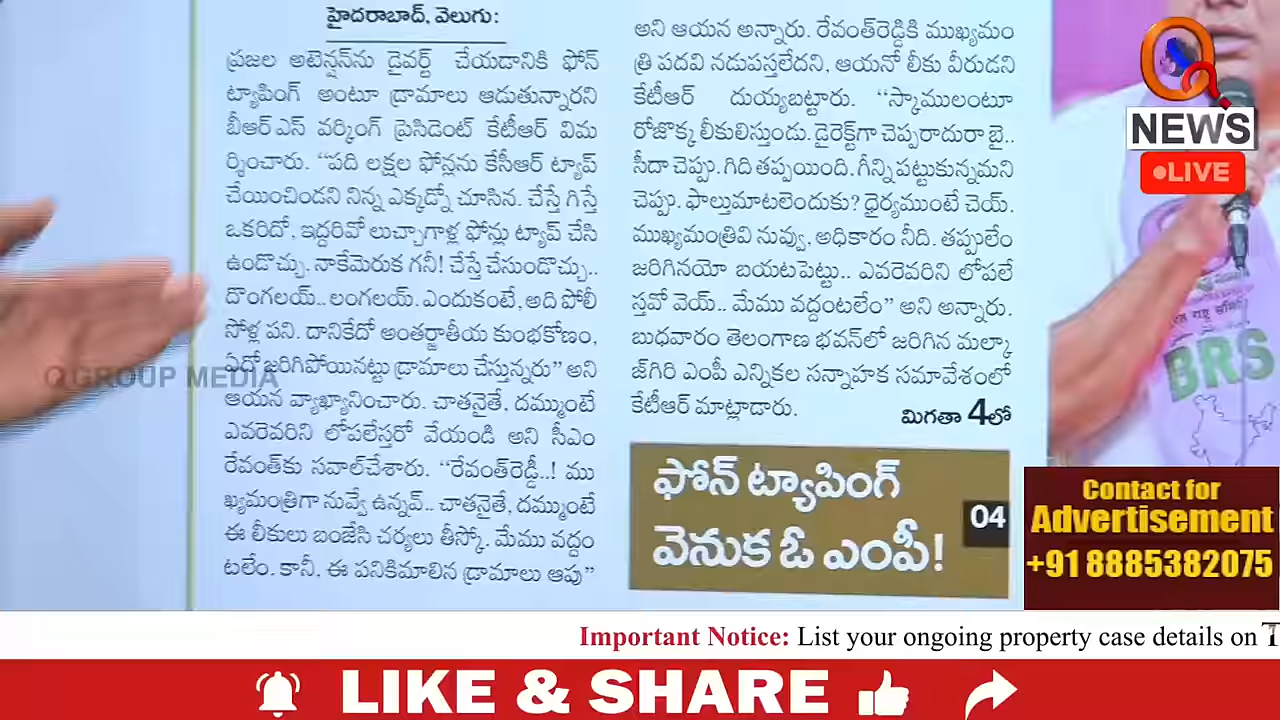 హైదరాబాద్, వెలుగు:
ప్రజల అటెన్షన్‌ను డైవర్ట్ చేయడానికి ఫోన్
ట్యాపింగ్ అంటూ డ్రామాలు ఆడుతున్నారని
బీఆర్ఎస్ వర్కింగ్ ప్రెసిడెంట్ కేటీఆర్ విమ
ర్శించారు. "పది లక్షల ఫోన్లను కేసీఆర్ ట్యాప్
చేయించిండని నిన్న ఎక్కడ్నో చూసిన. చేస్తే గిస్తే
ఒకరిదో, ఇద్దరివో లుచ్చాగాళ్ల ఫోన్లు ట్యాప్ చేసి
ఉండొచ్చు. నాకేమెరుక గనీ! చేస్తే చేసుండొచ్చు..
దొంగలయ్.. లంగలయ్. ఎందుకంటే, అది పోలీ
సోళ్ల పని. దానికేదో అంతర్జాతీయ కుంభకోణం,
ఏదో జరిగిపోయినట్టు డ్రామాలు చేస్తున్నరు" అని
ఆయన వ్యాఖ్యానించారు. చాతనైతే, దమ్ముంటే
ఎవరెవరిని లోపలేస్తరో వేయండి అని సీఎం
రేవంత్‌కు సవాల్‌చేశారు. "రేవంత్‌రెడ్డీ..! ము
ఖ్యమంత్రిగా నువ్వే ఉన్నవ్.. చాతనైతే, దమ్ముంటే
ఈ లీకులు బంజేసి చర్యలు తీస్కో. మేము వద్దం
టలేం. కానీ, ఈ పనికిమాలిన డ్రామాలు ఆపు"
అని ఆయన అన్నారు. రేవంత్‌రెడ్డికి ముఖ్యమం
త్రి పదవి నడుపస్తలేదని, ఆయనో లీకు వీరుడని
కేటీఆర్ దుయ్యబట్టారు. "స్కాములంటూ
రోజొక్క లీకులిస్తుండు. డైరెక్ట్‌గా చెప్పరాదురా బై..
సీదా చెప్పు. గిది తప్పయింది. గీన్ని పట్టుకున్నమని
చెప్పు. ఫాల్తుమాటలెందుకు? ధైర్యముంటే చెయ్.
ముఖ్యమంత్రివి నువ్వు, అధికారం నీది. తప్పులేం
జరిగినయో బయటపెట్టు.. ఎవరెవరిని లోపలే
స్తవో వెయ్.. మేము వద్దంటలేం" అని అన్నారు.
బుధవారం తెలంగాణ భవన్‌లో జరిగిన మల్కా
జ్‌గిరి ఎంపీ ఎన్నికల సన్నాహక సమావేశంలో
కేటీఆర్ మాట్లాడారు.
మిగతా 4లో
ఫోన్ ట్యాపింగ్
వెనుక ఓ ఎంపీ!
04
Q GROUP MEDIA
Q
NEWS
LIVE
BRS
Contact for
Advertisement
+91 8885382075
Important Notice: List your ongoing property case details on T
LIKE & SHARE